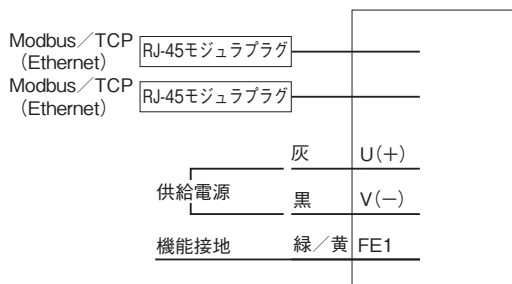 Modbus／TCP
（Ethernet）
RJ-45モジュラプラグ
Modbus／TCP
（Ethernet）
RJ-45モジュラプラグ
灰 U(＋)
供給電源
黒 V(－)
機能接地 緑／黄 FE1